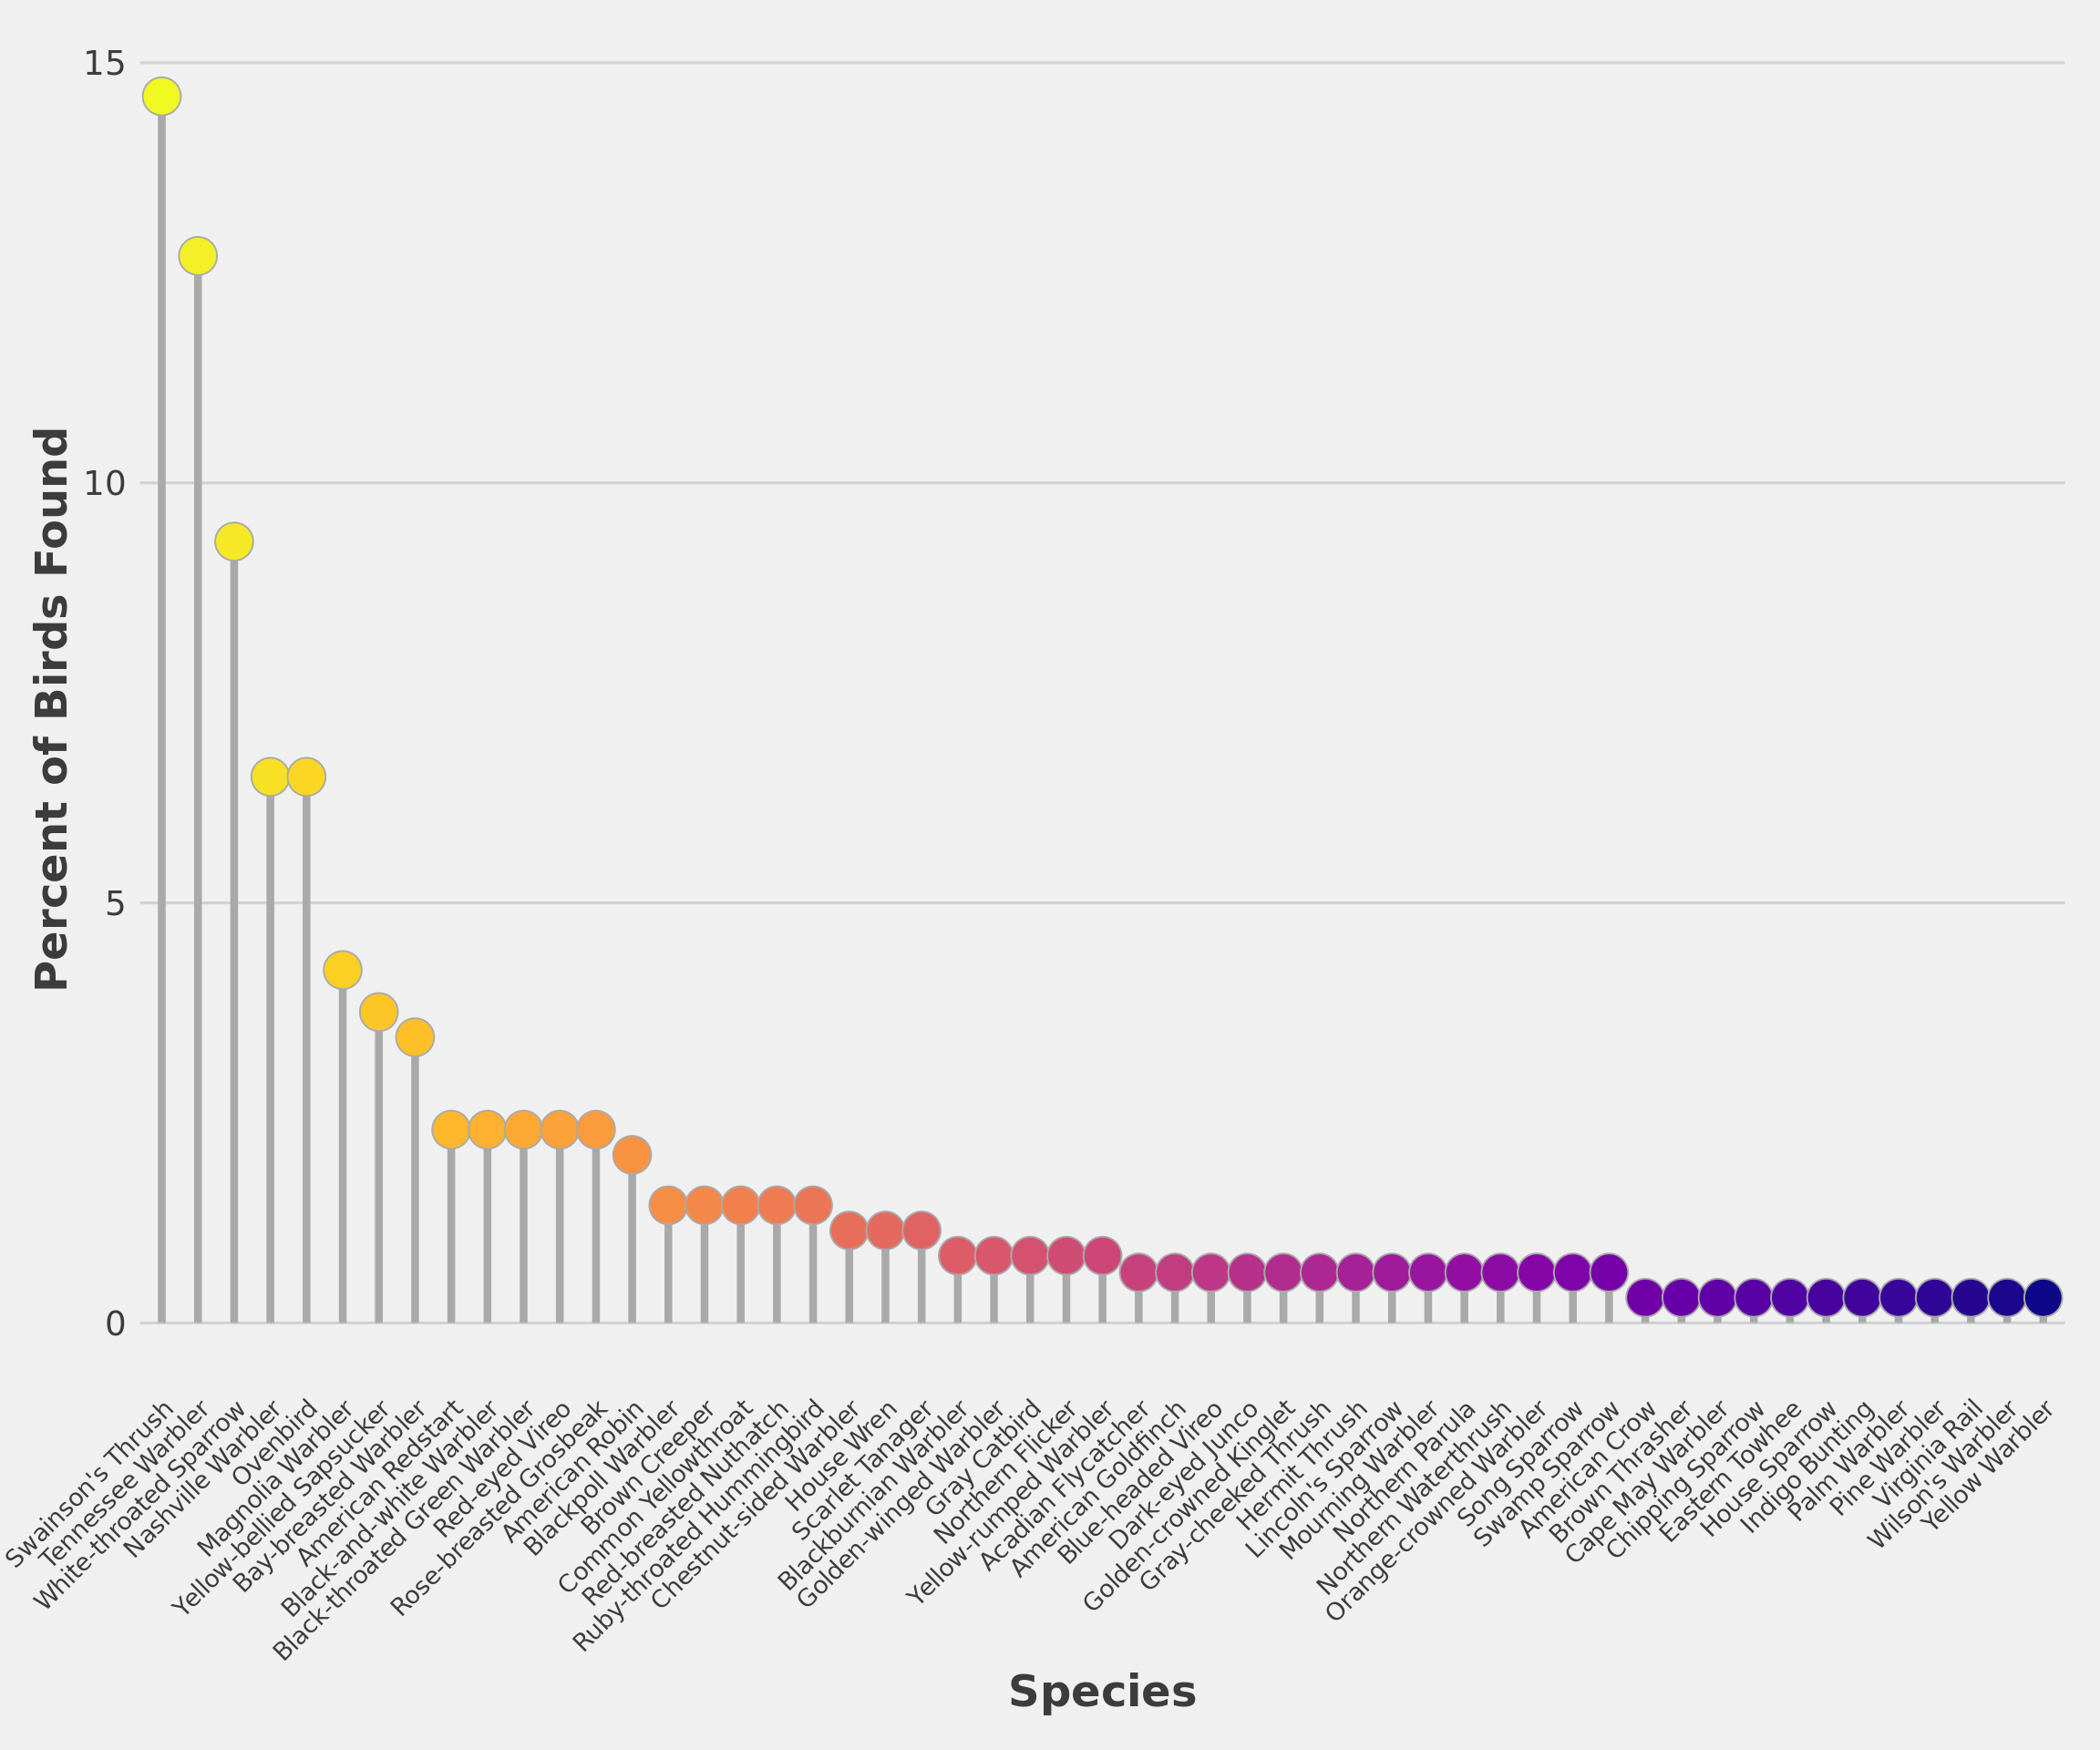 15
10
5
0
Percent of Birds Found
Swainson's Thrush
Tennessee Warbler
White-throated Sparrow
Nashville Warbler
Ovenbird
Magnolia Warbler
Yellow-bellied Sapsucker
Bay-breasted Warbler
American Redstart
Black-and-white Warbler
Black-throated Green Warbler
Red-eyed Vireo
Rose-breasted Grosbeak
American Robin
Blackpoll Warbler
Brown Creeper
Common Yellowthroat
Red-breasted Nuthatch
Ruby-throated Hummingbird
Chestnut-sided Warbler
House Wren
Scarlet Tanager
Blackburnian Warbler
Golden-winged Warbler
Gray Catbird
Northern Flicker
Yellow-rumped Warbler
Acadian Flycatcher
American Goldfinch
Blue-headed Vireo
Dark-eyed Junco
Golden-crowned Kinglet
Gray-cheeked Thrush
Hermit Thrush
Lincoln's Sparrow
Mourning Warbler
Northern Parula
Northern Waterthrush
Orange-crowned Warbler
Song Sparrow
Swamp Sparrow
American Crow
Brown Thrasher
Cape May Warbler
Chipping Sparrow
Eastern Towhee
House Sparrow
Indigo Bunting
Palm Warbler
Pine Warbler
Virginia Rail
Wilson's Warbler
Yellow Warbler
Species